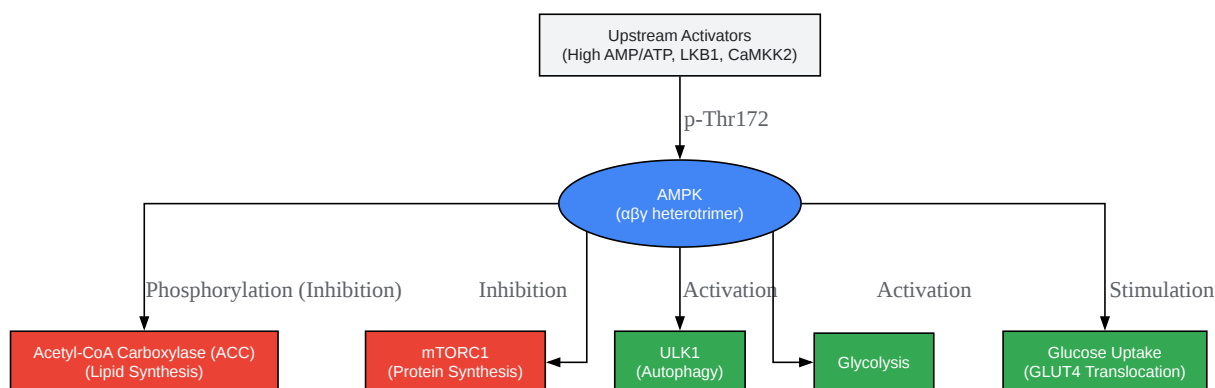 Upstream Activators
(High AMP/ATP, LKB1, CaMKK2)
p-Thr172
AMPK
(αβγ heterotrimer)
Phosphorylation (Inhibition)
Inhibition
Activation
Activation
Stimulation
Acetyl-CoA Carboxylase (ACC)
(Lipid Synthesis)
mTORC1
(Protein Synthesis)
ULK1
(Autophagy)
Glycolysis
Glucose Uptake
(GLUT4 Translocation)